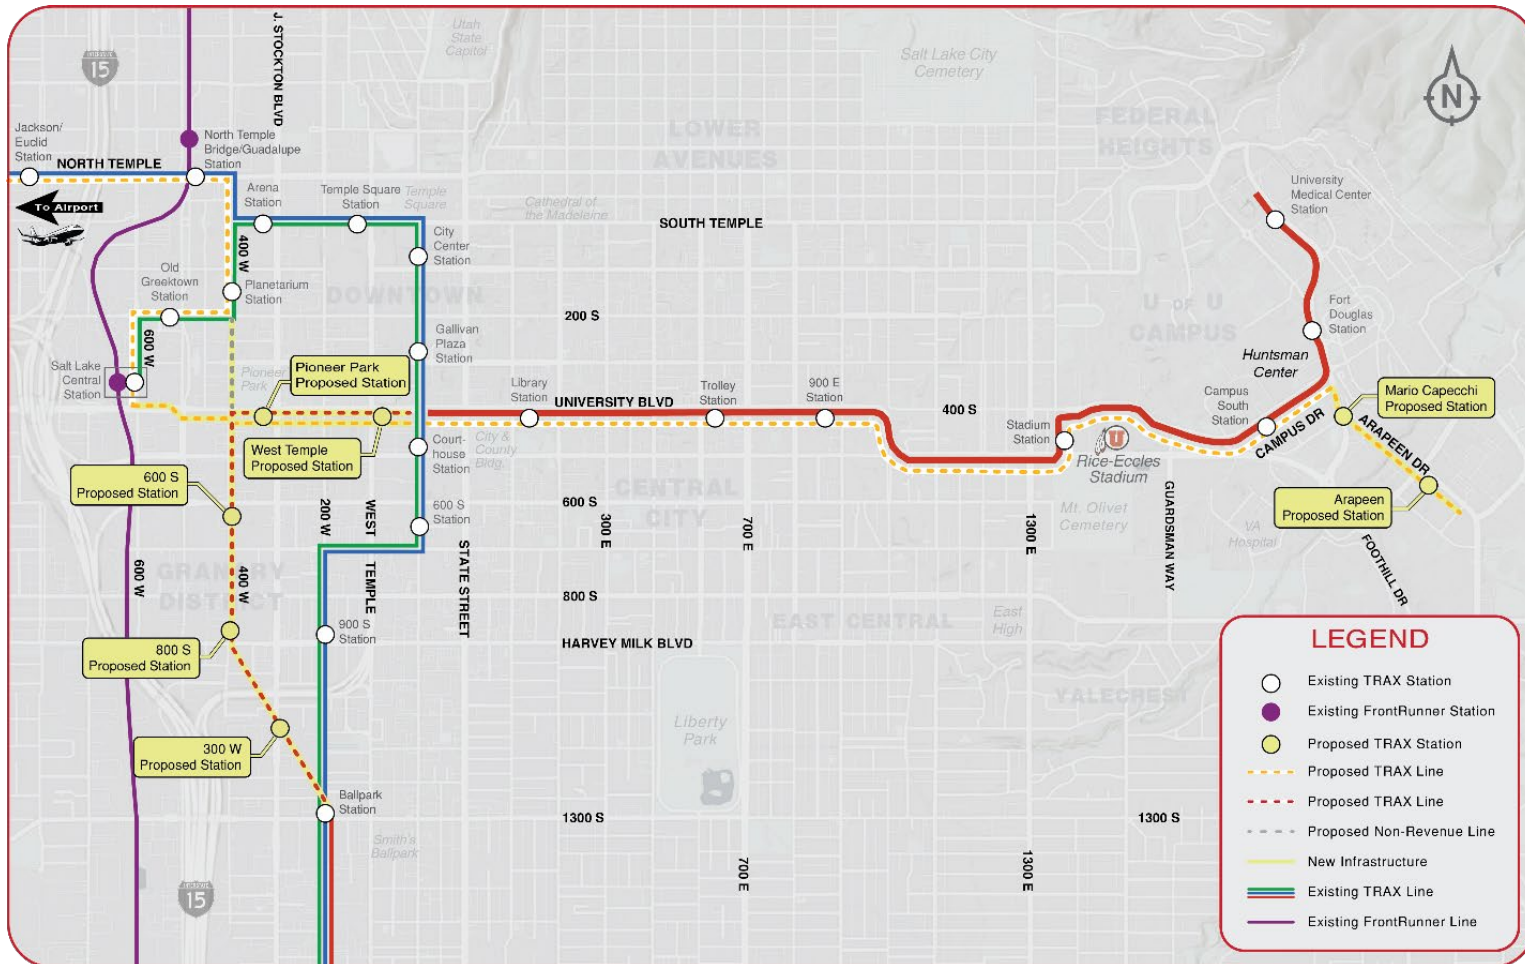 J. STOCKTON BLVD
Utah
State
Capitol
Salt Lake City
Cemetery
N
INTERSTATE
15
Jackson/
Euclid
Station
NORTH TEMPLE
North Temple
Bridge/Guadalupe
Station
LOWER
AVENUES
FEDERAL
HEIGHTS
To Airport
Arena
Station
Temple Square
Station
Temple
Square
Cathedral of
the Madeleine
SOUTH TEMPLE
University
Medical Center
Station
400 W
City
Center
Station
Old
Greektown
Station
Planetarium
Station
DOWNTOWN
200 S
U OF U
CAMPUS
Fort
Douglas
Station
600 W
Gallivan
Plaza
Station
Salt Lake
Central
Station
Pioneer
Park
Pioneer Park
Proposed Station
Huntsman
Center
Library
Station
UNIVERSITY BLVD
Trolley
Station
900 E
Station
400 S
Campus
South
Station
CAMPUS DR
Mario Capecchi
Proposed Station
ARAPEEN DR
West Temple
Proposed Station
Court-
house
Station
City &
County
Bldg.
Stadium
Station
U
Rice-Eccles
Stadium
600 S
Proposed Station
200 W
WEST
TEMPLE
600 S
Station
CENTRAL
CITY
600 S
300 E
700 E
1300 E
Mt. Olivet
Cemetery
GUARDSMAN WAY
VA
Hospital
Arapeen
Proposed Station
FOOTHILL DR
600 W
GRANARY
DISTRICT
400 W
STATE STREET
800 S
EAST CENTRAL
East
High
800 S
Proposed Station
900 S
Station
HARVEY MILK BLVD
YALECREST
300 W
Proposed Station
Liberty
Park
Ballpark
Station
1300 S
1300 S
Smith's
Ballpark
700 E
1300 E
INTERSTATE
15
LEGEND
Existing TRAX Station
Existing FrontRunner Station
Proposed TRAX Station
Proposed TRAX Line
Proposed TRAX Line
Proposed Non-Revenue Line
New Infrastructure
Existing TRAX Line
Existing FrontRunner Line